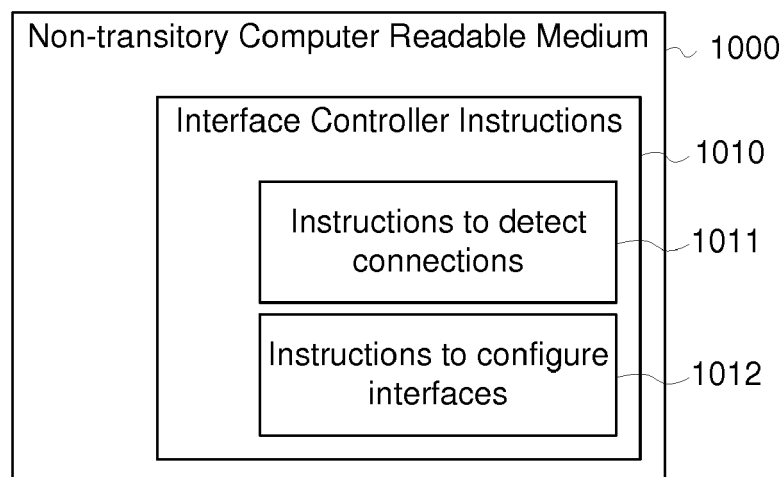 Non-transitory Computer Readable Medium
1000
Interface Controller Instructions
1010
Instructions to detect
connections
1011
Instructions to configure
interfaces
1012